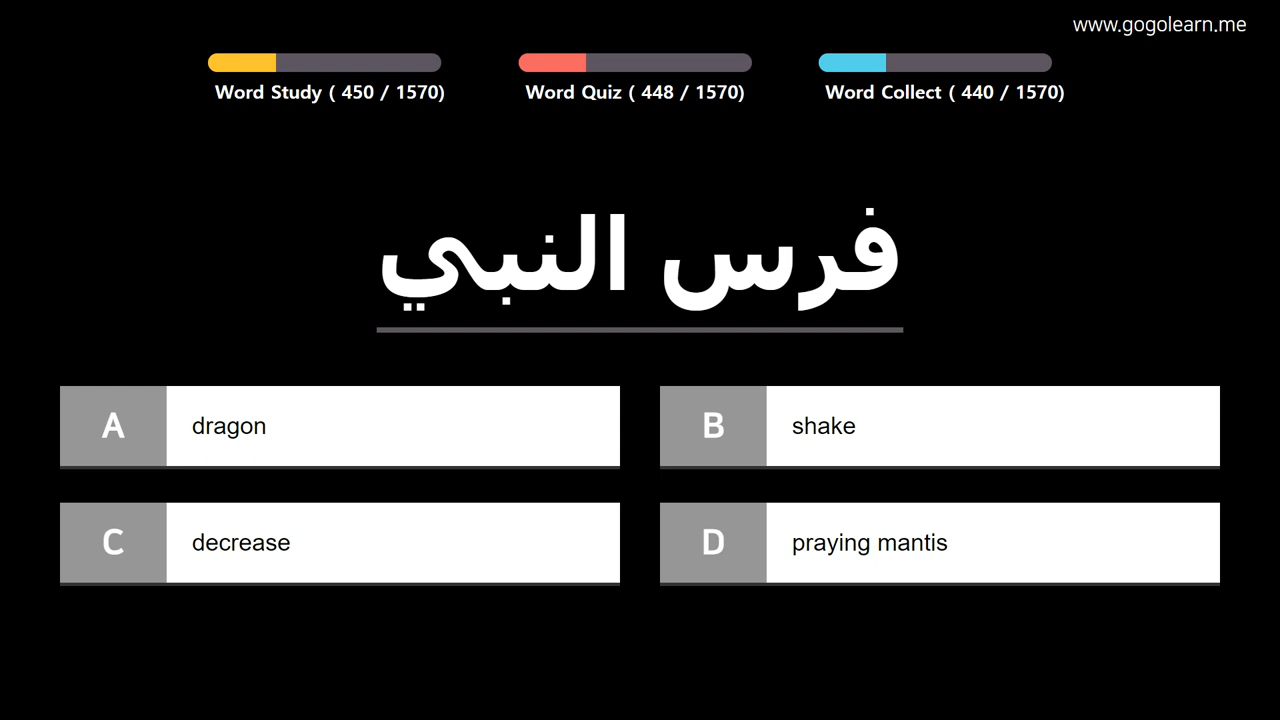 www.gogolearn.me
Word Study ( 450 / 1570)
Word Quiz ( 448 / 1570)
Word Collect ( 440 / 1570)
فرس النبي
A dragon
B shake
C decrease
D praying mantis